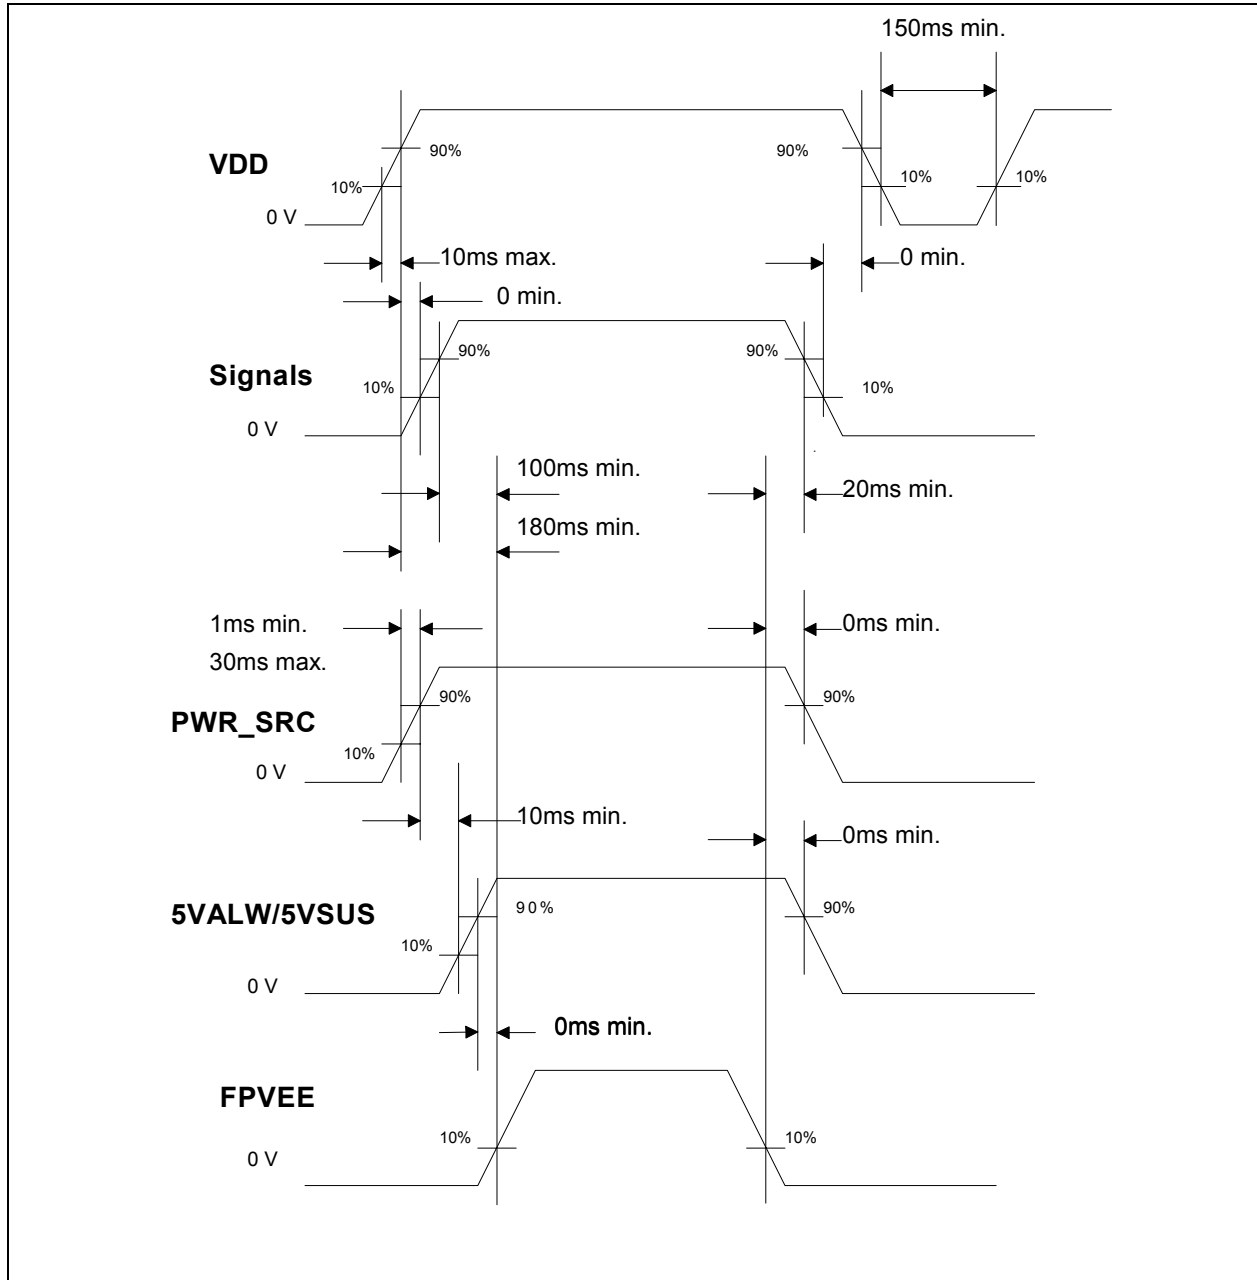 150ms min.
90%
90%
VDD
10%
10%
10%
0 V
10ms max.
0 min.
0 min.
90%
90%
Signals
10%
10%
0 V
100ms min.
20ms min.
180ms min.
1ms min.
0ms min.
30ms max.
90%
90%
PWR_SRC
10%
0 V
10ms min.
0ms min.
90%
90%
5VALW/5VSUS
10%
0 V
0ms min.
FPVEE
10%
10%
0 V